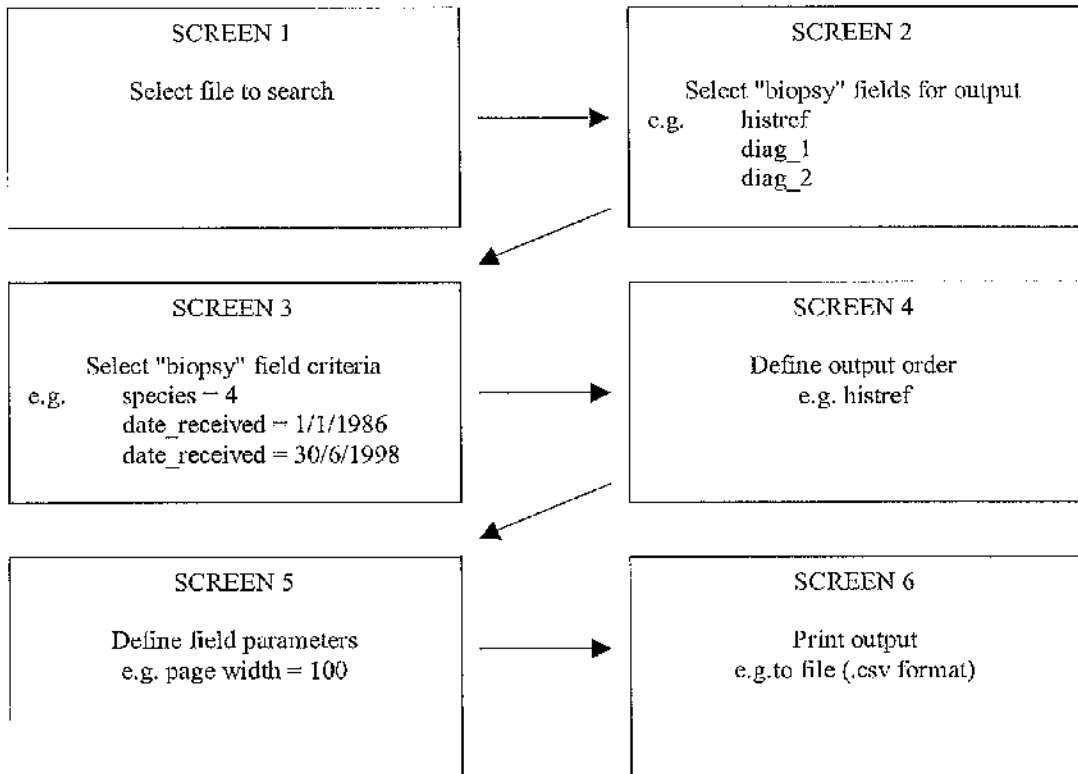 SCREEN 1
Select file to search
SCREEN 2
Select "biopsy" fields for output
e.g. histref
diag_1
diag_2
SCREEN 3
Select "biopsy" field criteria
e.g. species = 4
date_received = 1/1/1986
date_received = 30/6/1998
SCREEN 4
Define output order
e.g. histref
SCREEN 5
Define field parameters
e.g. page width = 100
SCREEN 6
Print output
e.g.to file (.csv format)